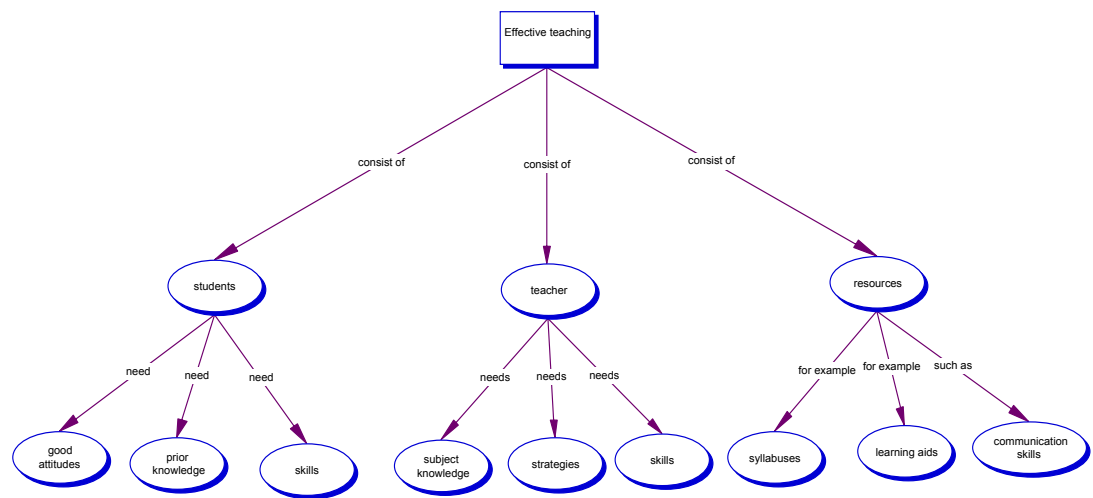 Effective teaching
consist of
consist of
consist of
students
teacher
resources
need
need
need
needs
needs
needs
for example
for example
such as
good
attitudes
prior
knowledge
skills
subject
knowledge
strategies
skills
syllabuses
learning aids
communication
skills